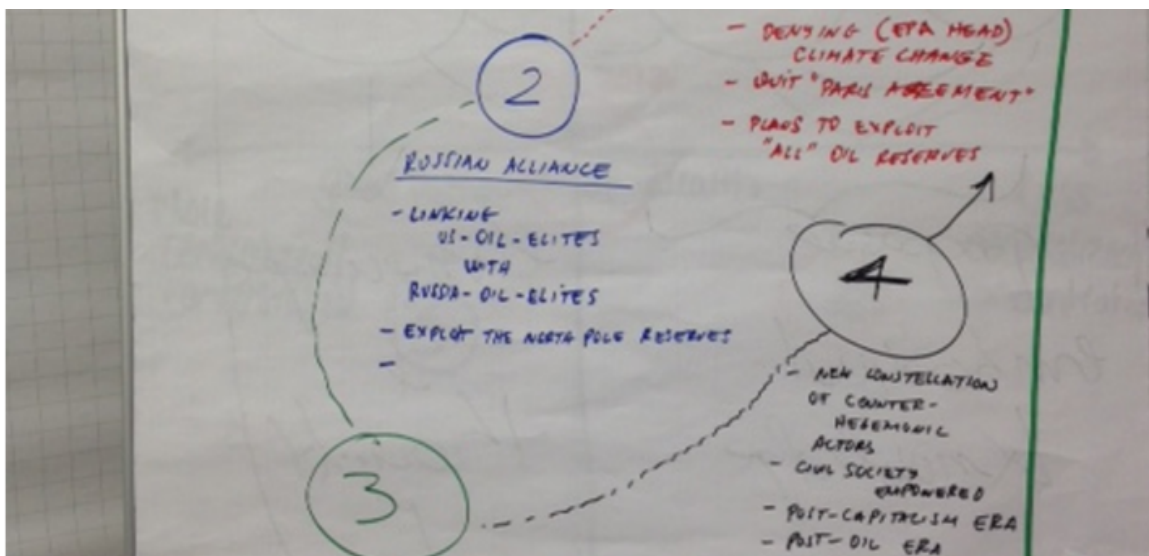 - DENYING (EPA HEAD)
CLIMATE CHANGE
- QUIT "PARIS AGREEMENT"
- PLANS TO EXPLOIT
"ALL" OIL RESERVES
2
RUSSIAN ALLIANCE
- LINKING
US-OIL-ELITES
WITH
RUSSIA-OIL-ELITES
- EXPLOIT THE NORTH POLE RESERVES
-
3
4
- NEW CONSTELLATION
OF COUNTER-
HEGEMONIC
ACTORS
- CIVIL SOCIETY
EMPOWERED
- POST-CAPITALISM ERA
- POST-OIL ERA